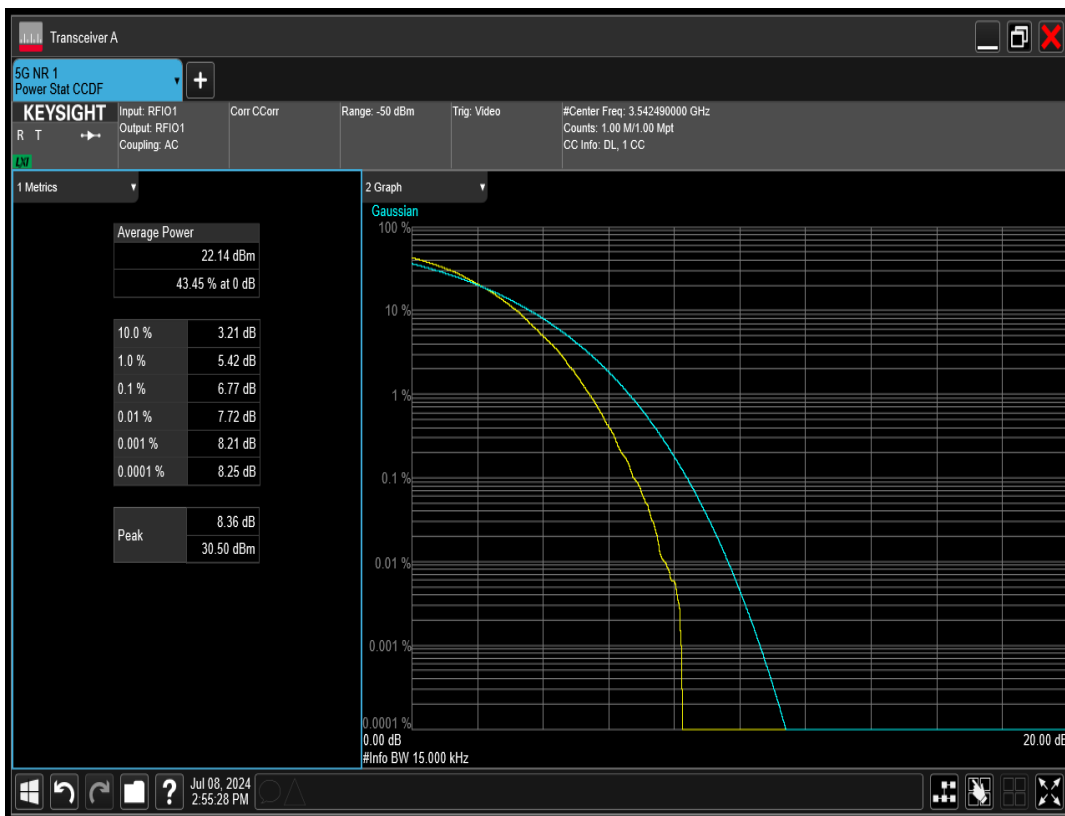 Transceiver A
5G NR 1
Power Stat CCDF
+
KEYSIGHT
R T
LXI
Input: RFIO1
Output: RFIO1
Coupling: AC
Corr CCorr
Range: -50 dBm
Trig: Video
#Center Freq: 3.542490000 GHz
Counts: 1.00 M/1.00 Mpt
CC Info: DL, 1 CC
1 Metrics
Average Power
22.14 dBm
43.45 % at 0 dB
10.0 % 3.21 dB
1.0 % 5.42 dB
0.1 % 6.77 dB
0.01 % 7.72 dB
0.001 % 8.21 dB
0.0001 % 8.25 dB
Peak
8.36 dB
30.50 dBm
2 Graph
Gaussian
100 %
10 %
1 %
0.1 %
0.01 %
0.001 %
0.0001 %
0.00 dB 20.00 dB
#Info BW 15.000 kHz
?
Jul 08, 2024
2:55:28 PM